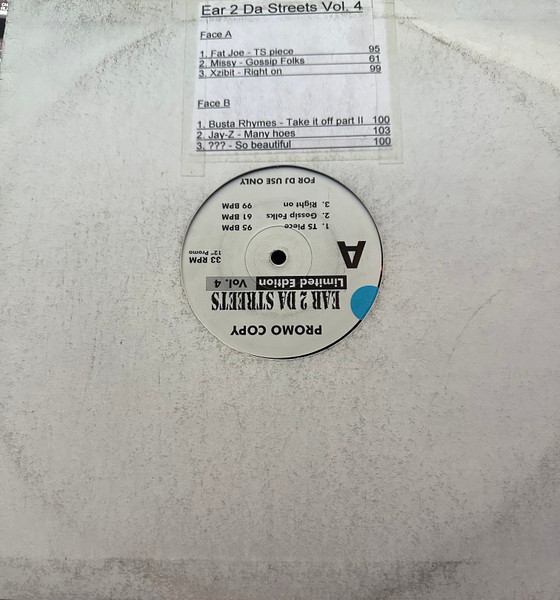 Ear 2 Da Streets Vol. 4
Face A
1. Fat Joe - TS piece 95
2. Missy - Gossip Folks 61
3. Xzibit - Right on 99
Face B
1. Busta Rhymes - Take it off part II 100
2. Jay-Z - Many hoes 103
3. ??? - So beautiful 100
PROMO COPY
EAR 2 DA STREETS
Limited Edition Vol. 4
A
33 RPM
12" Promo
1. TS Piece 95 BPM
2. Gossip Folks 61 BPM
3. Right on 99 BPM
FOR DJ USE ONLY